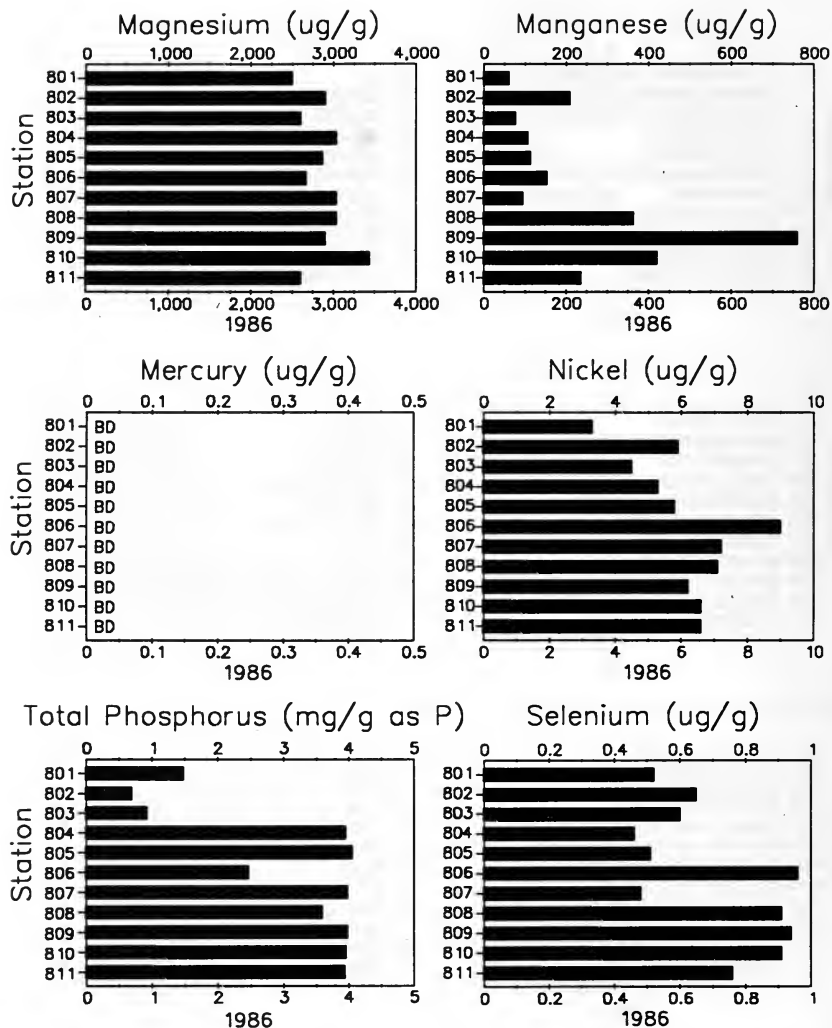 Magnesium (ug/g)
0 1,000 2,000 3,000 4,000
Station
801
802
803
804
805
806
807
808
809
810
811
0 1,000 2,000 3,000 4,000
1986
Manganese (ug/g)
0 200 400 600 800
801
802
803
804
805
806
807
808
809
810
811
0 200 400 600 800
1986
Mercury (ug/g)
0 0.1 0.2 0.3 0.4 0.5
Station
801 BD
802 BD
803 BD
804 BD
805 BD
806 BD
807 BD
808 BD
809 BD
810 BD
811 BD
0 0.1 0.2 0.3 0.4 0.5
1986
Nickel (ug/g)
0 2 4 6 8 10
801
802
803
804
805
806
807
808
809
810
811
0 2 4 6 8 10
1986
Total Phosphorus (mg/g as P)
0 1 2 3 4 5
Station
801
802
803
804
805
806
807
808
809
810
811
0 1 2 3 4 5
1986
Selenium (ug/g)
0 0.2 0.4 0.6 0.8 1
801
802
803
804
805
806
807
808
809
810
811
0 0.2 0.4 0.6 0.8 1
1986